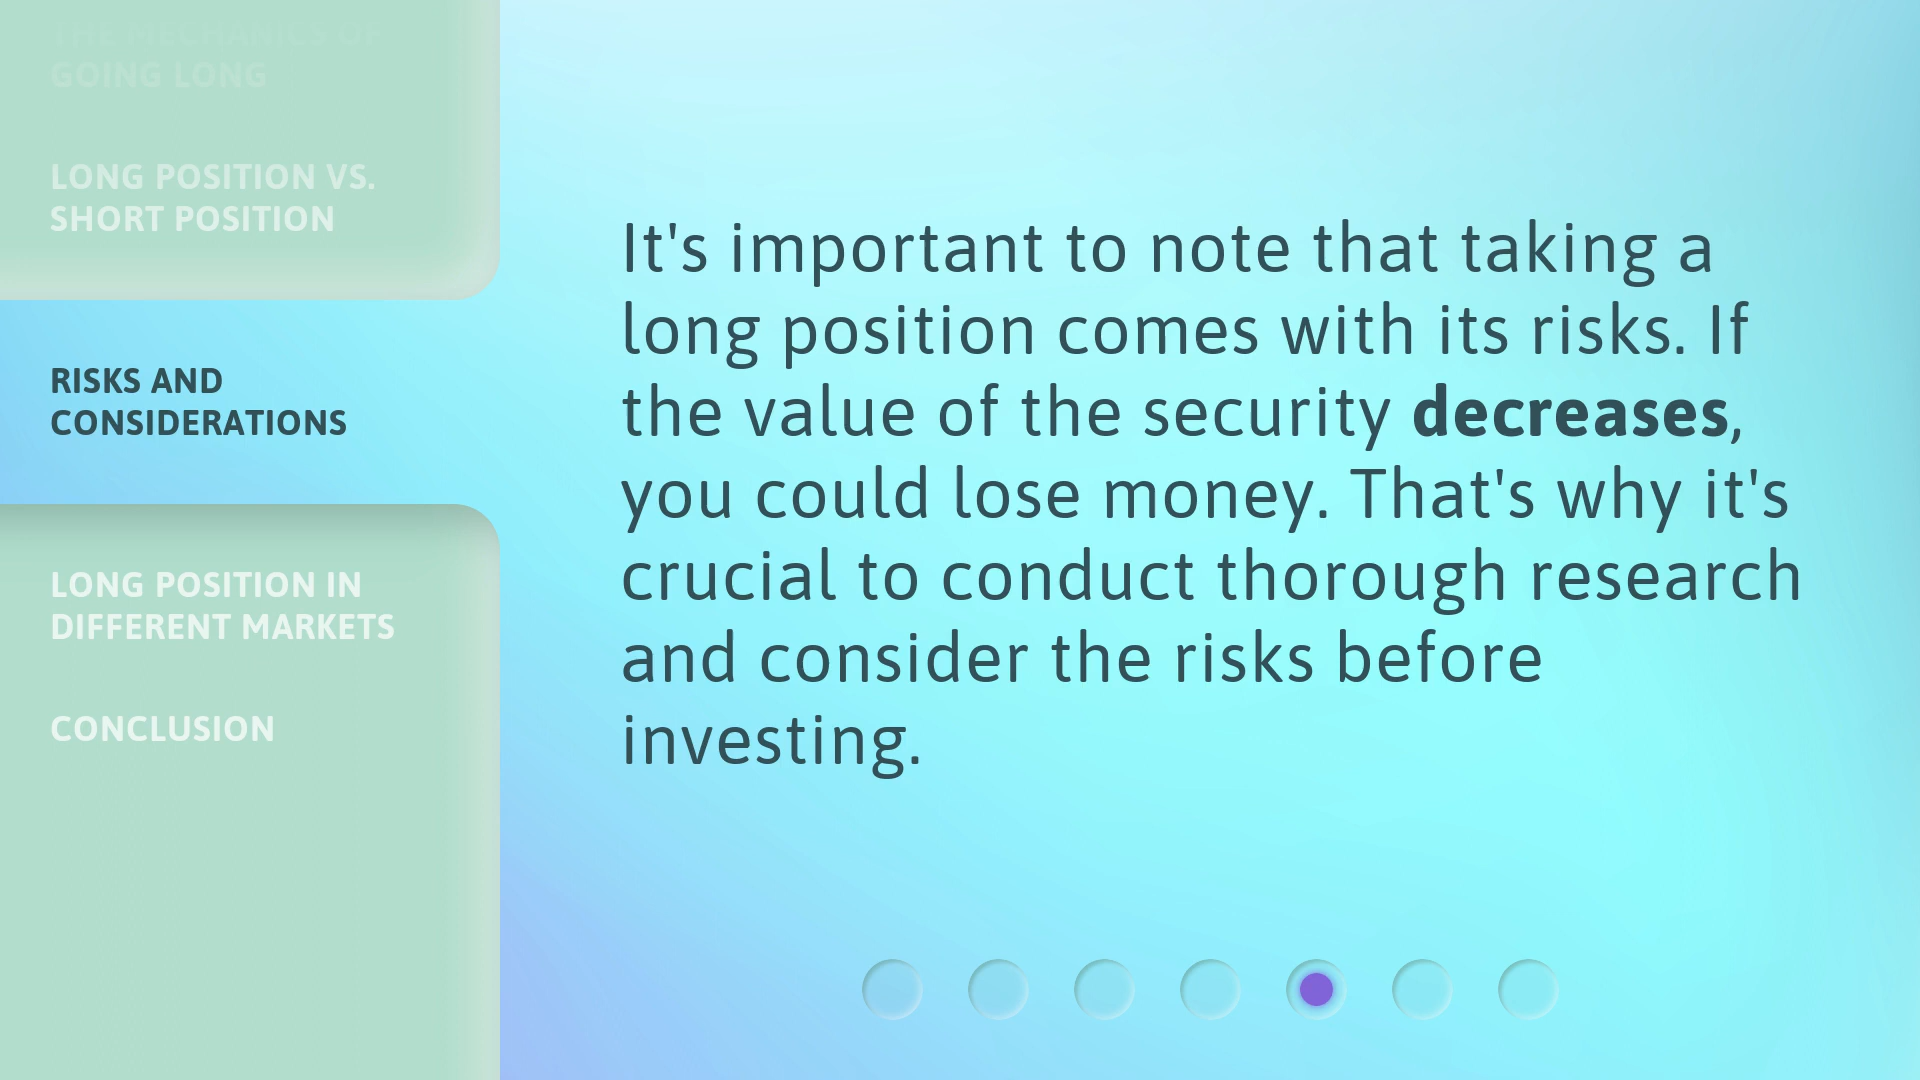 THE MECHANICS OF
GOING LONG
LONG POSITION VS.
SHORT POSITION
RISKS AND
CONSIDERATIONS
LONG POSITION IN
DIFFERENT MARKETS
CONCLUSION
It's important to note that taking a
long position comes with its risks. If
the value of the security decreases,
you could lose money. That's why it's
crucial to conduct thorough research
and consider the risks before
investing.